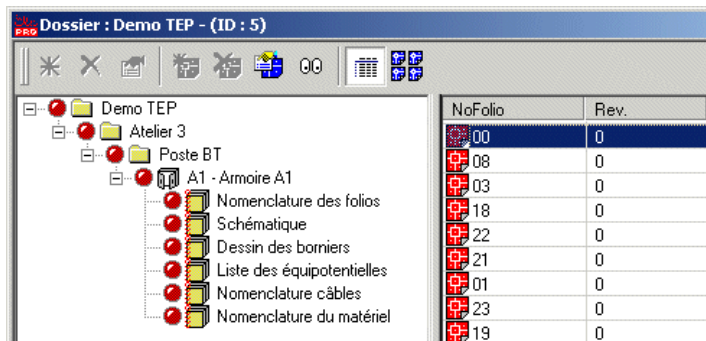 Dossier : Demo TEP - (ID : 5)
Demo TEP
Atelier 3
Poste BT
A1 - Armoire A1
Nomenclature des folios
Schématique
Dessin des borniers
Liste des équipotentielles
Nomenclature câbles
Nomenclature du matériel
NoFolio Rev.
00 0
08 0
03 0
18 0
22 0
21 0
01 0
23 0
19 0